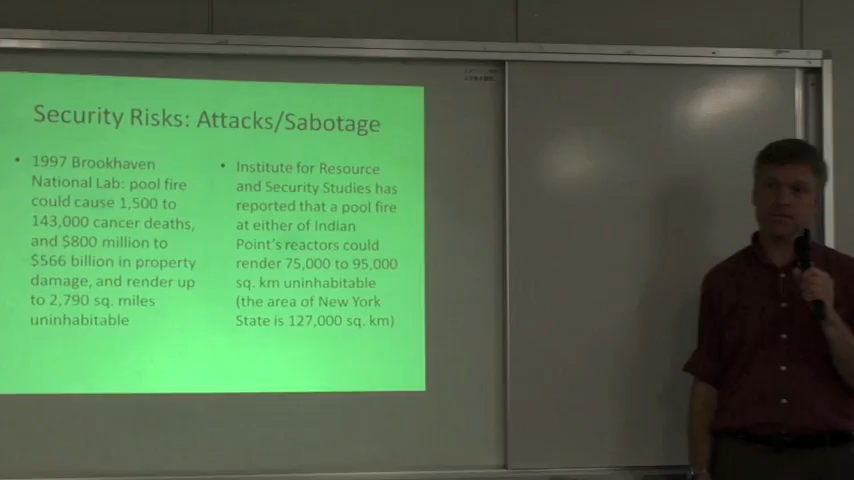 Security Risks: Attacks/Sabotage
• 1997 Brookhaven
National Lab: pool fire
could cause 1,500 to
143,000 cancer deaths,
and $800 million to
$566 billion in property
damage, and render up
to 2,790 sq. miles
uninhabitable
• Institute for Resource
and Security Studies has
reported that a pool fire
at either of Indian
Point's reactors could
render 75,000 to 95,000
sq. km uninhabitable
(the area of New York
State is 127,000 sq. km)